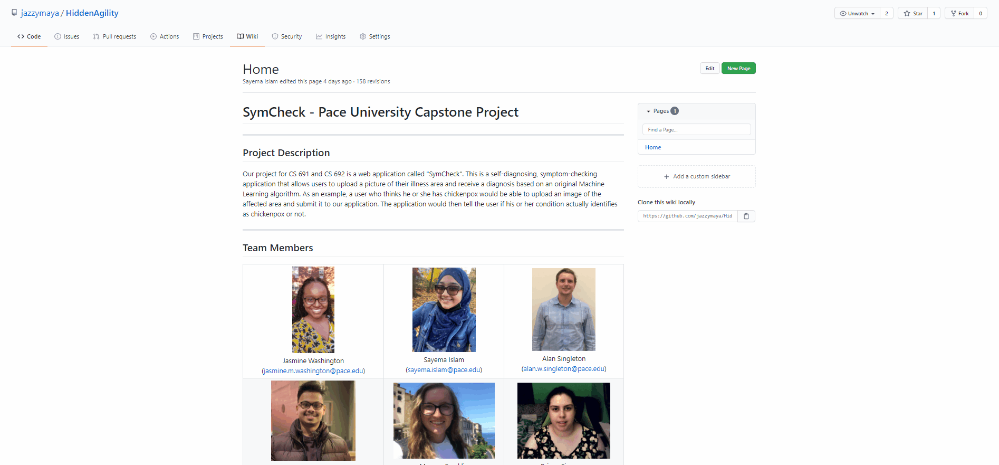 jazzymaya / HiddenAgility
Unwatch 2 Star 1 Fork 0
Code Issues Pull requests Actions Projects Wiki Security Insights Settings
Home
Edit New Page
Sayema Islam edited this page 4 days ago · 158 revisions
SymCheck - Pace University Capstone Project
Project Description
Our project for CS 691 and CS 692 is a web application called "SymCheck". This is a self-diagnosing, symptom-checking
application that allows users to upload a picture of their illness area and receive a diagnosis based on an original Machine
Learning algorithm. As an example, a user who thinks he or she has chickenpox would be able to upload an image of the
affected area and submit it to our application. The application would then tell the user if his or her condition actually identifies
as chickenpox or not.
Pages 1
Find a Page...
Home
+ Add a custom sidebar
Clone this wiki locally
https://github.com/jazzymaya/Hid
Team Members
Jasmine Washington
(jasmine.m.washington@pace.edu)
Sayema Islam
(sayema.islam@pace.edu)
Alan Singleton
(alan.w.singleton@pace.edu)